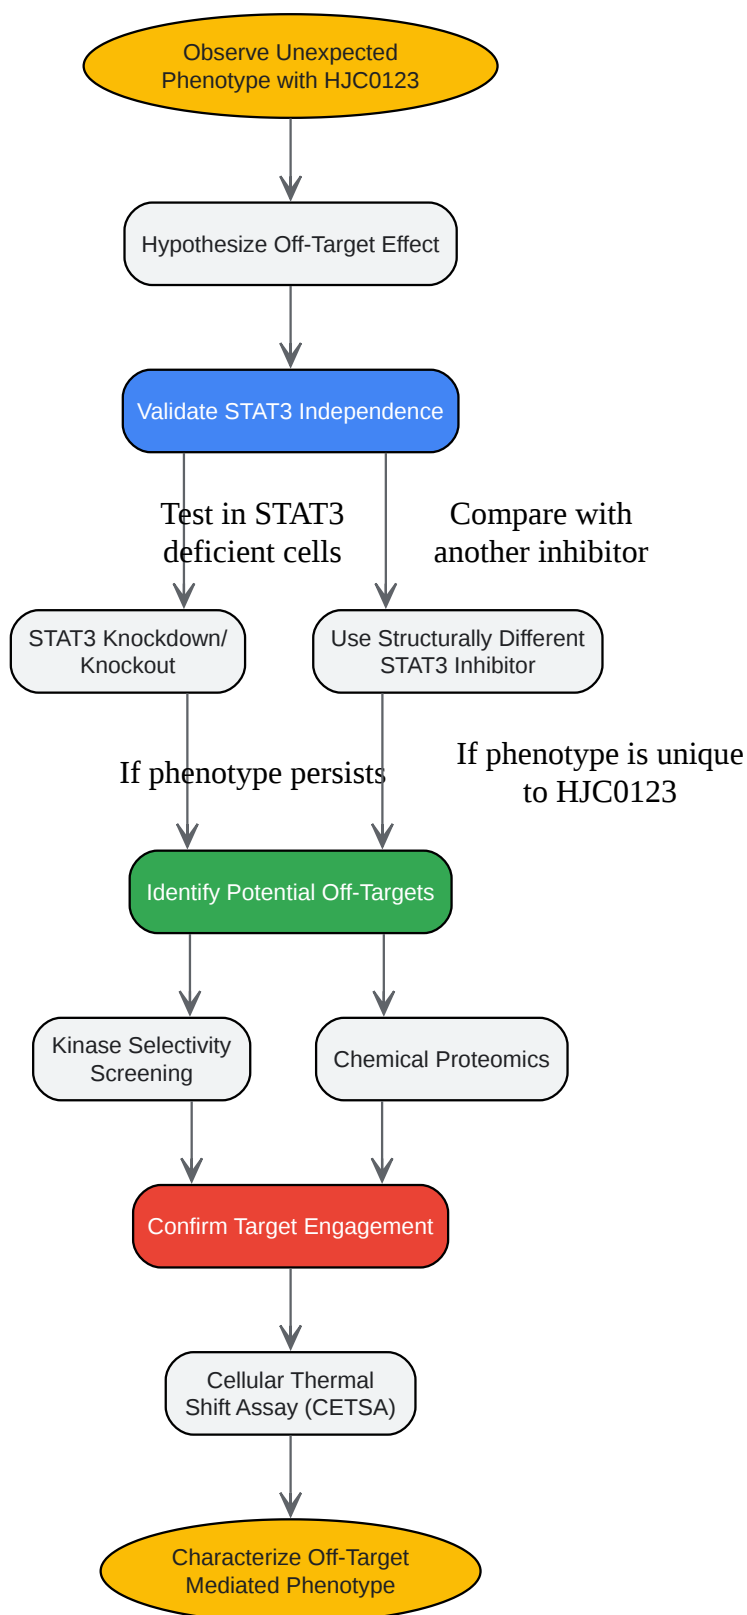 Observe Unexpected
Phenotype with HJC0123
Hypothesize Off-Target Effect
Validate STAT3 Independence
Test in STAT3
deficient cells
Compare with
another inhibitor
STAT3 Knockdown/
Knockout
Use Structurally Different
STAT3 Inhibitor
If phenotype persists
If phenotype is unique
to HJC0123
Identify Potential Off-Targets
Kinase Selectivity
Screening
Chemical Proteomics
Confirm Target Engagement
Cellular Thermal
Shift Assay (CETSA)
Characterize Off-Target
Mediated Phenotype